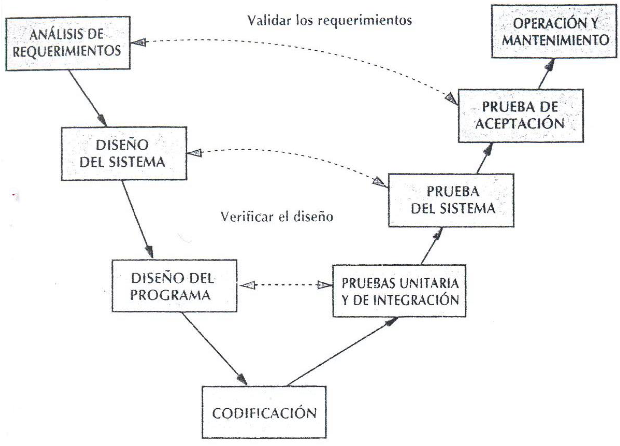 Validar los requerimientos
OPERACIÓN Y
MANTENIMIENTO
ANÁLISIS DE
REQUERIMIENTOS
PRUEBA DE
ACEPTACIÓN
DISEÑO
DEL SISTEMA
PRUEBA
DEL SISTEMA
Verificar el diseño
DISEÑO DEL
PROGRAMA
PRUEBAS UNITARIA
Y DE INTEGRACIÓN
CODIFICACIÓN